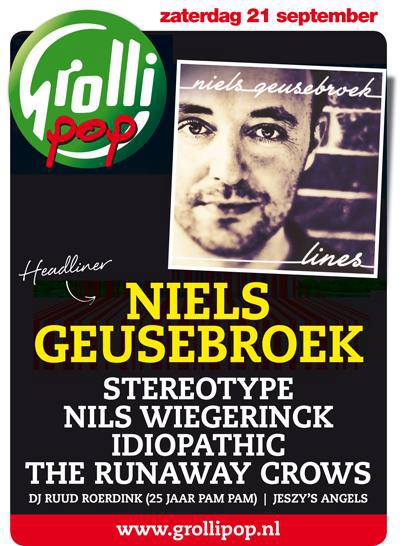 zaterdag 21 september
Grolli
pop
niels geusebroek
lines
Headliner
NIELS
GEUSEBROEK
STEREOTYPE
NILS WIEGERINCK
IDIOPATHIC
THE RUNAWAY CROWS
DJ RUUD ROERDINK (25 JAAR PAM PAM) | JESZY'S ANGELS
www.grollipop.nl